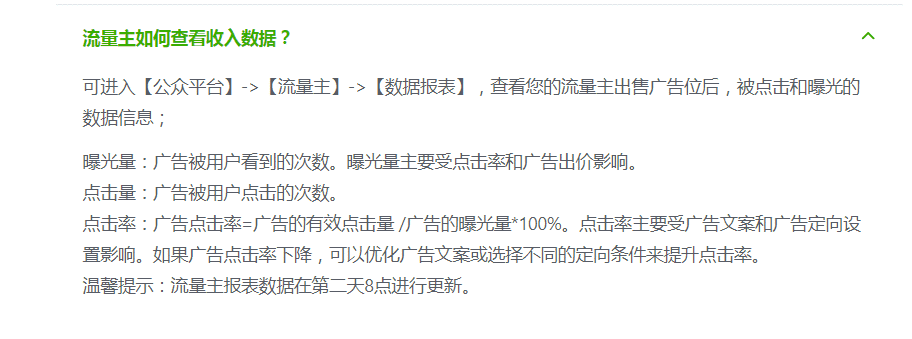 流量主如何查看收入数据？
可进入【公众平台】->【流量主】->【数据报表】，查看您的流量主出售广告位后，被点击和曝光的
数据信息；
曝光量：广告被用户看到的次数。曝光量主要受点击率和广告出价影响。
点击量：广告被用户点击的次数。
点击率：广告点击率=广告的有效点击量 /广告的曝光量*100%。点击率主要受广告文案和广告定向设
置影响。如果广告点击率下降，可以优化广告文案或选择不同的定向条件来提升点击率。
温馨提示：流量主报表数据在第二天8点进行更新。